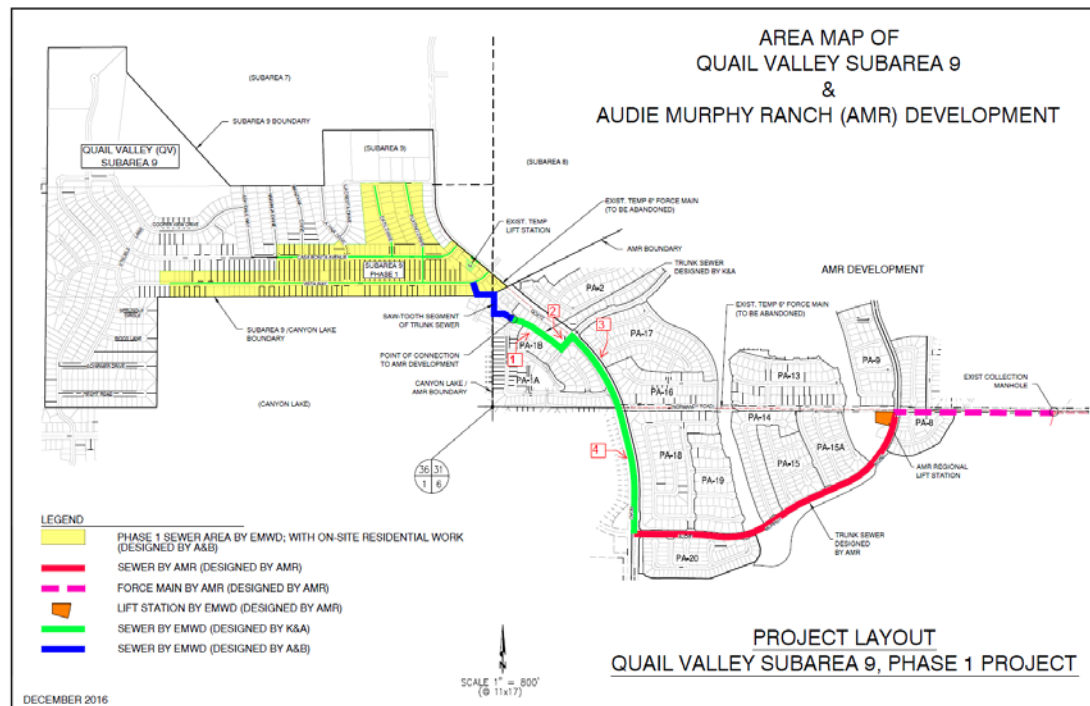 AREA MAP OF
QUAIL VALLEY SUBAREA 9
&
AUDIE MURPHY RANCH (AMR) DEVELOPMENT
(SUBAREA 7)
SUBAREA 9 BOUNDARY
QUAIL VALLEY (QV)
SUBAREA 9
(SUBAREA 9)
(SUBAREA 8)
EXIST. TEMP 6" FORCE MAIN
(TO BE ABANDONED)
EXIST. TEMP
LIFT STATION
AMR BOUNDARY
TRUNK SEWER
DESIGNED BY K&A
AMR DEVELOPMENT
SUBAREA 9
PHASE 1
PA-2
EXIST. TEMP 6" FORCE MAIN
(TO BE ABANDONED)
SAW-TOOTH SEGMENT
OF TRUNK SEWER
2
3
PA-17
SUBAREA 9 /CANYON LAKE
BOUNDARY
PA-1B
1
PA-9
POINT OF CONNECTION
TO AMR DEVELOPMENT
PA-13
EXIST COLLECTION
MANHOLE
PA-1A
CANYON LAKE /
AMR BOUNDARY
PA-16
(CANYON LAKE)
PA-14
PA-8
4
PA-18
PA-15
PA-15A
AMR REGIONAL
LIFT STATION
36 31
1 6
PA-19
TRUNK SEWER
DESIGNED
BY AMR
PA-20
LEGEND
PHASE 1 SEWER AREA BY EMWD; WITH ON-SITE RESIDENTIAL WORK
(DESIGNED BY A&B)
SEWER BY AMR (DESIGNED BY AMR)
FORCE MAIN BY AMR (DESIGNED BY AMR)
LIFT STATION BY EMWD (DESIGNED BY AMR)
SEWER BY EMWD (DESIGNED BY K&A)
SEWER BY EMWD (DESIGNED BY A&B)
SCALE 1" = 800'
(@ 11x17)
PROJECT LAYOUT
QUAIL VALLEY SUBAREA 9, PHASE 1 PROJECT
DECEMBER 2016